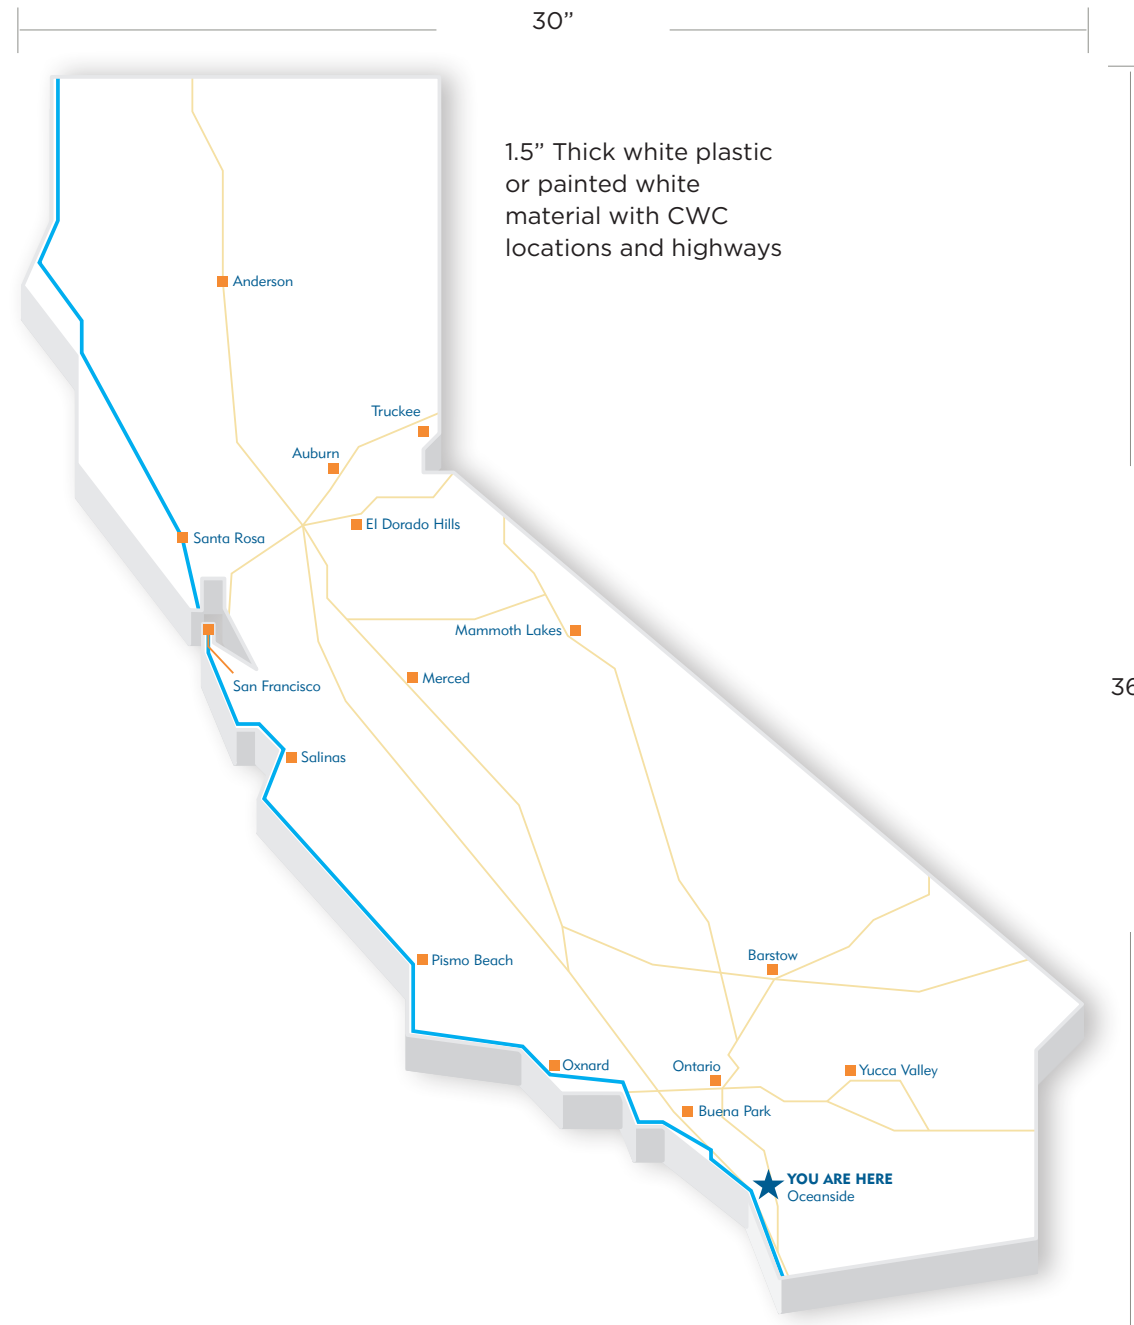 30”
1.5” Thick white plastic
or painted white
material with CWC
locations and highways
Anderson
Truckee
Auburn
El Dorado Hills
Santa Rosa
Mammoth Lakes
Merced
36
San Francisco
Salinas
Barstow
Pismo Beach
Oxnard
Ontario
Yucca Valley
Buena Park
YOU ARE HERE
Oceanside